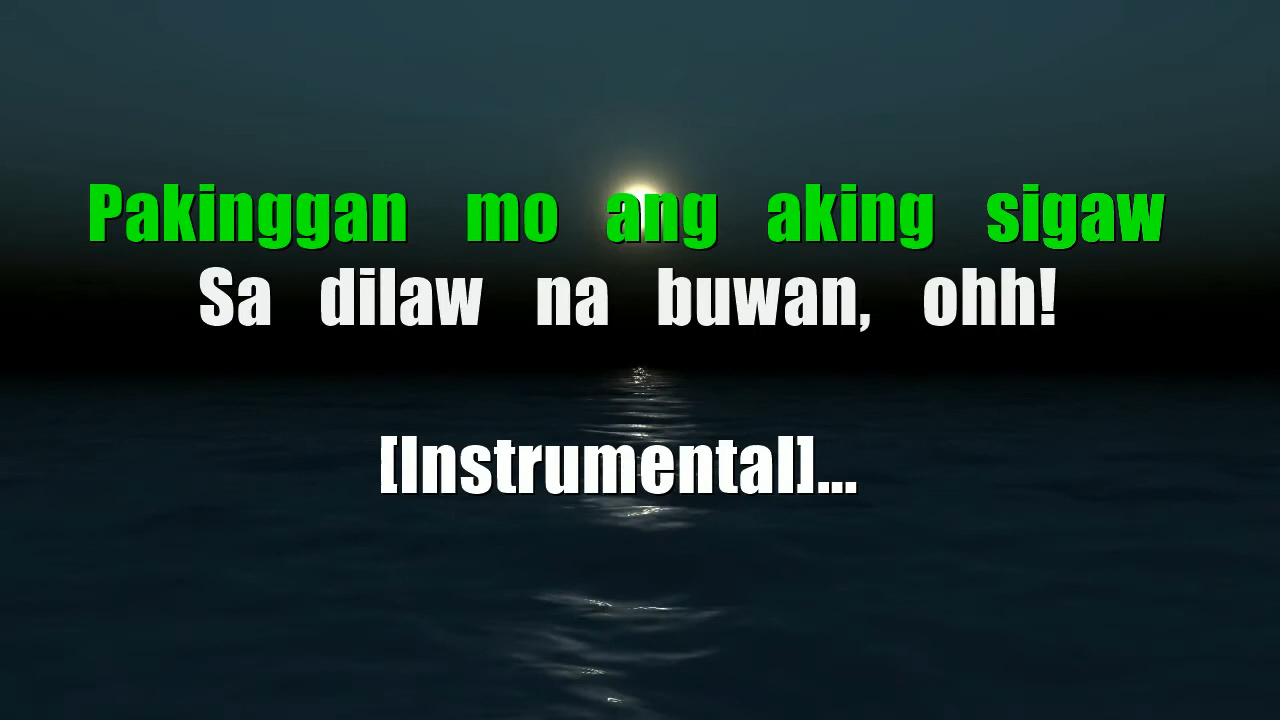 Pakinggan mo ang aking sigaw
Sa dilaw na buwan, ohh!
[Instrumental]...